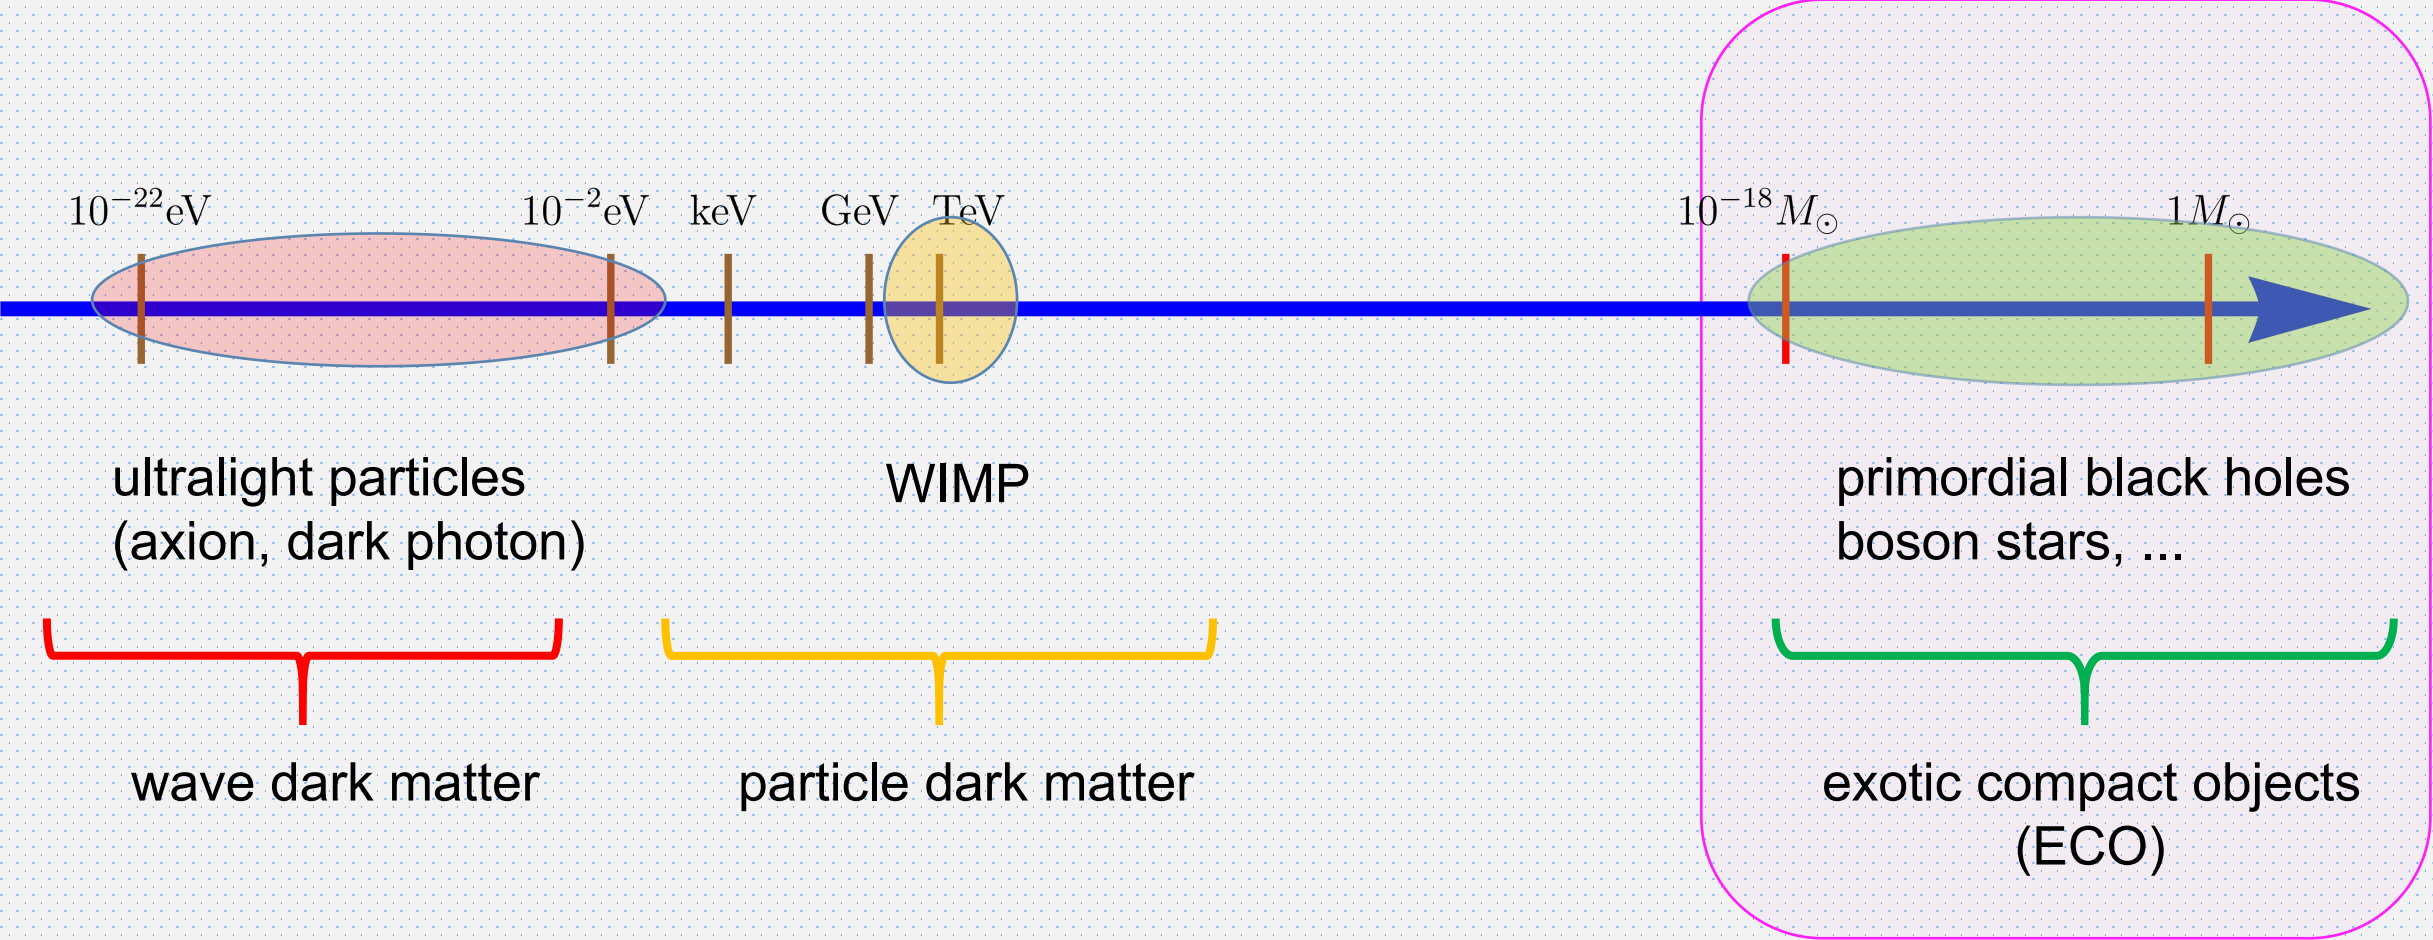 10⁻²²eV 10⁻²eV keV GeV TeV 10⁻¹⁸M☉ 1M☉
ultralight particles
(axion, dark photon)
WIMP
primordial black holes
boson stars, ...
wave dark matter
particle dark matter
exotic compact objects
(ECO)